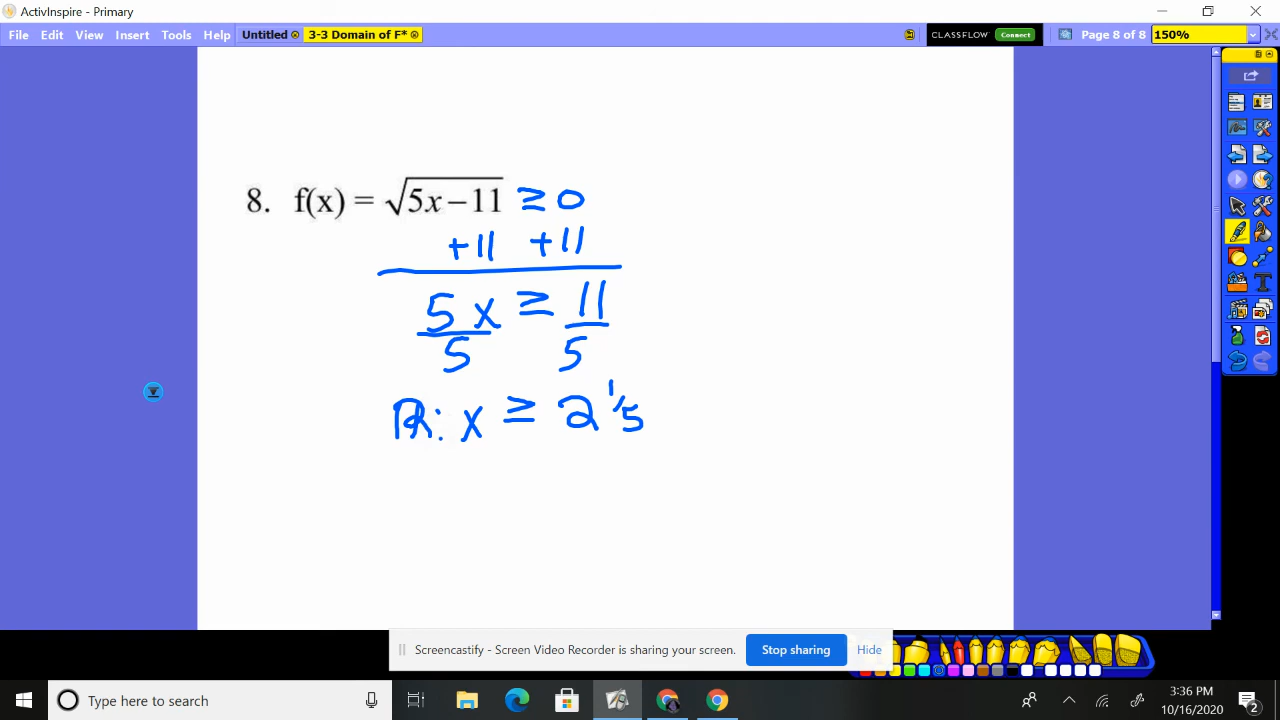 ActivInspire - Primary
File Edit View Insert Tools Help Untitled 3-3 Domain of F* CLASSFLOW Connect Page 8 of 8 150%
8. f(x) = √5x−11 ≥ 0
+11 +11
5x ≥ 11
5 5
ℝ: x ≥ 2 1/5
Screencastify - Screen Video Recorder is sharing your screen. Stop sharing Hide
Type here to search
3:36 PM
10/16/2020
2